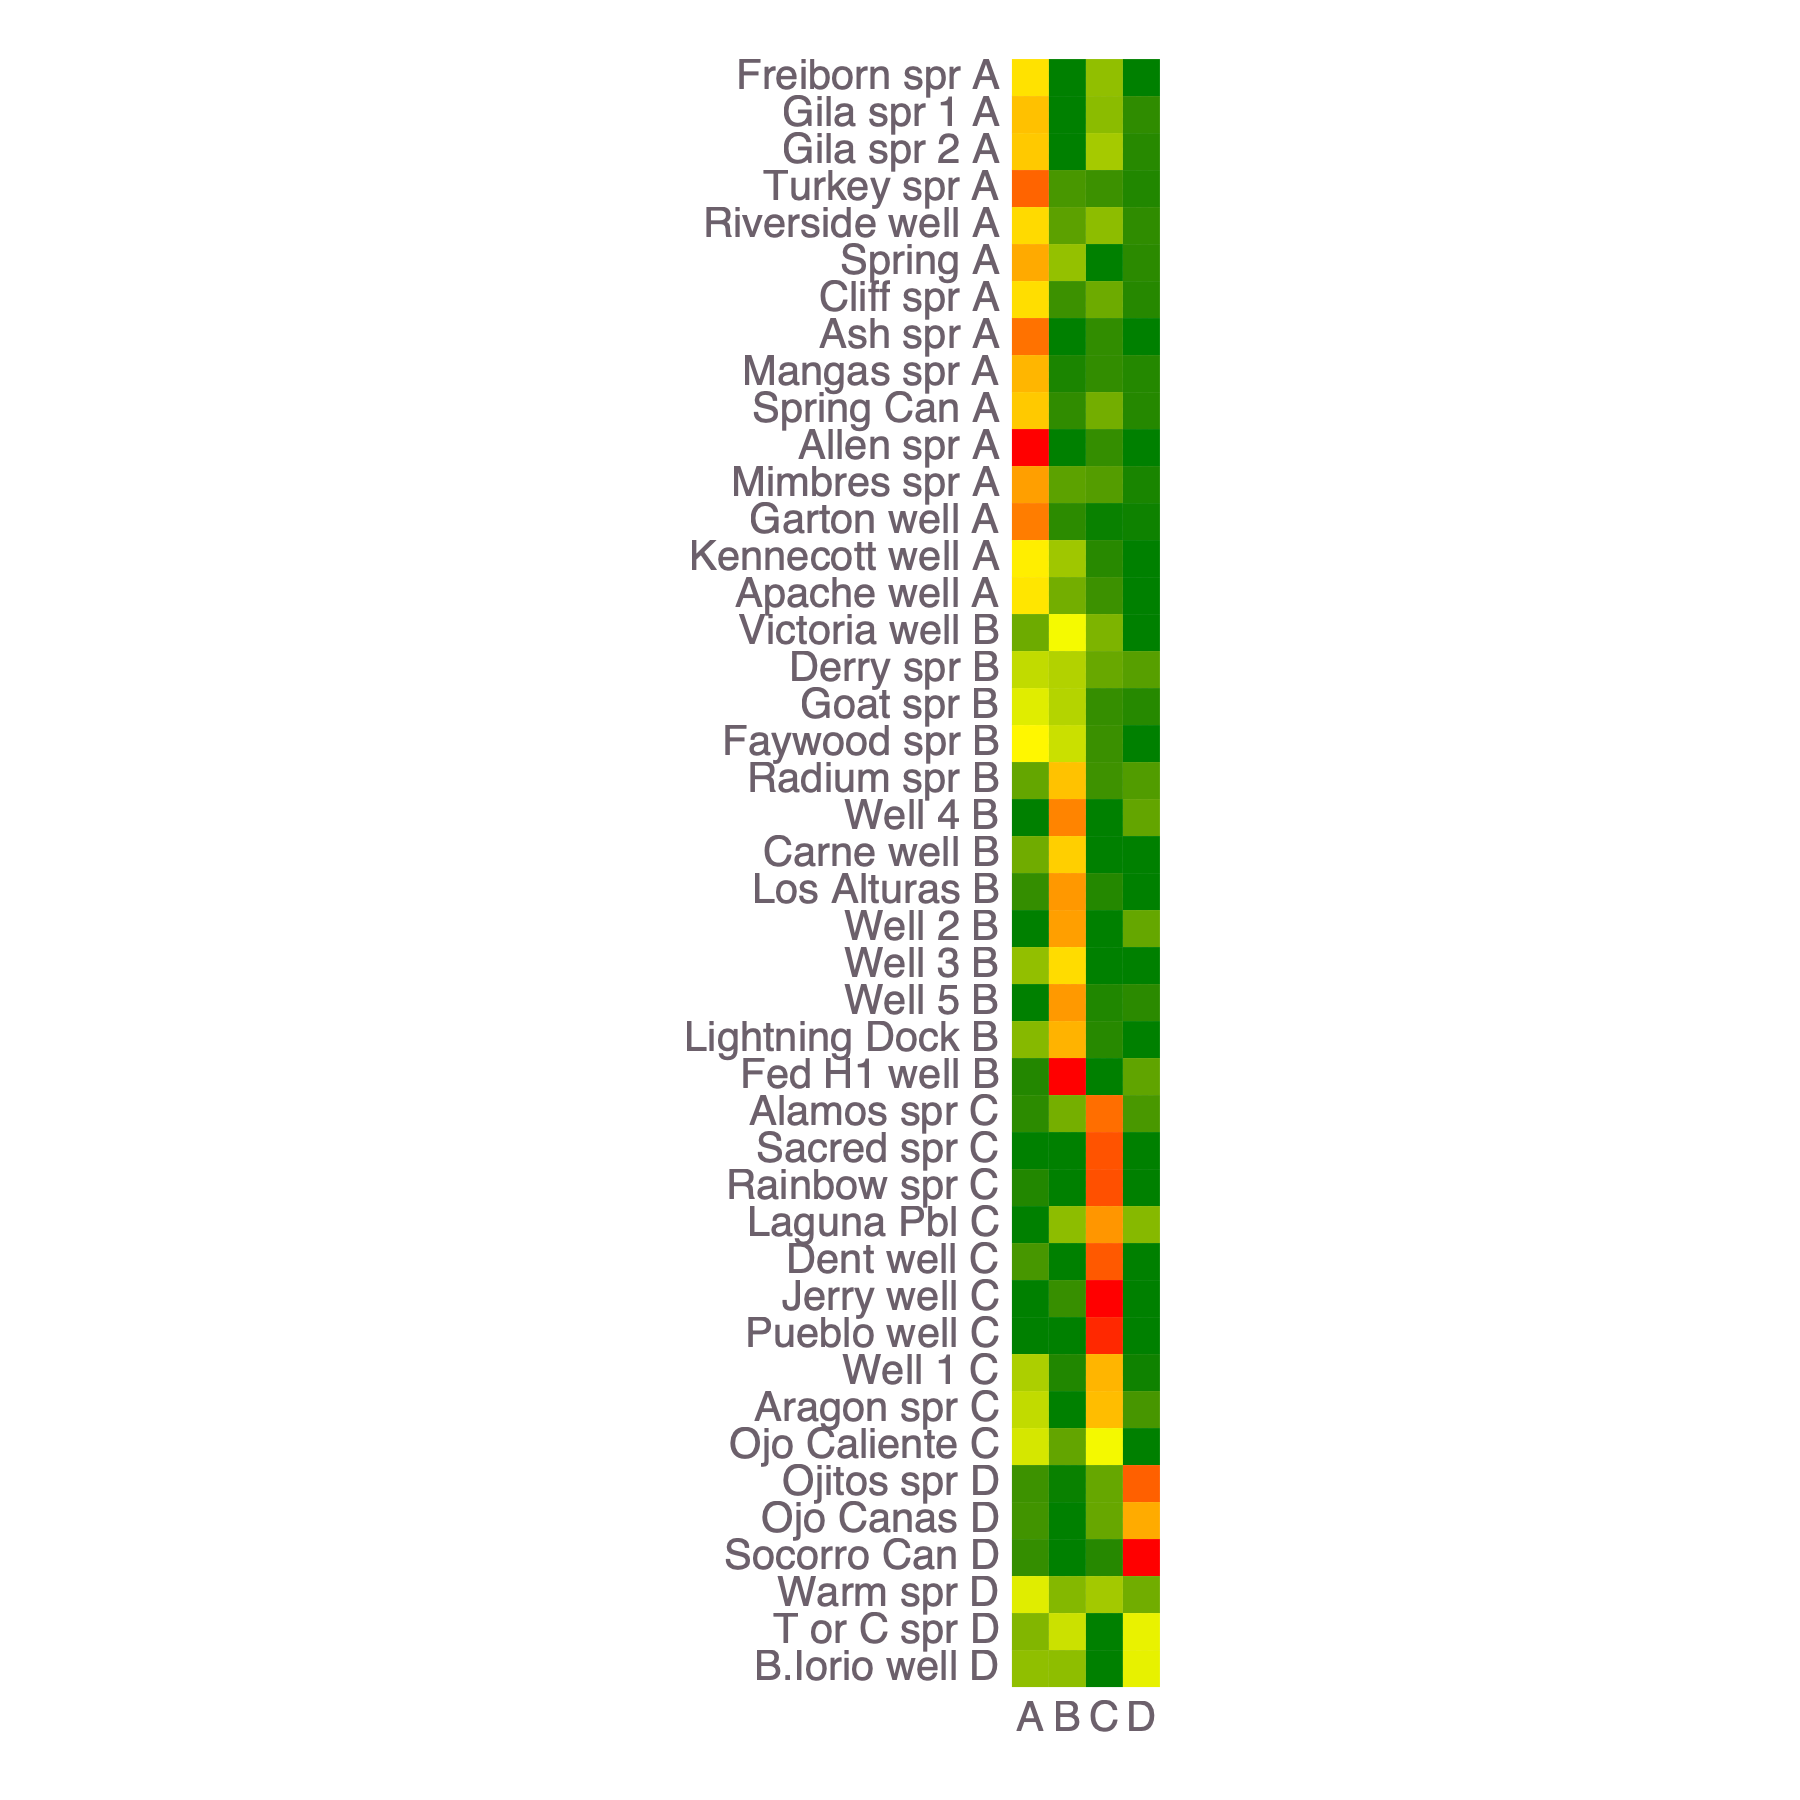 Freiborn spr A
Gila spr 1 A
Gila spr 2 A
Turkey spr A
Riverside well A
Spring A
Cliff spr A
Ash spr A
Mangas spr A
Spring Can A
Allen spr A
Mimbres spr A
Garton well A
Kennecott well A
Apache well A
Victoria well B
Derry spr B
Goat spr B
Faywood spr B
Radium spr B
Well 4 B
Carne well B
Los Alturas B
Well 2 B
Well 3 B
Well 5 B
Lightning Dock B
Fed H1 well B
Alamos spr C
Sacred spr C
Rainbow spr C
Laguna Pbl C
Dent well C
Jerry well C
Pueblo well C
Well 1 C
Aragon spr C
Ojo Caliente C
Ojitos spr D
Ojo Canas D
Socorro Can D
Warm spr D
T or C spr D
B.Iorio well D
A B C D